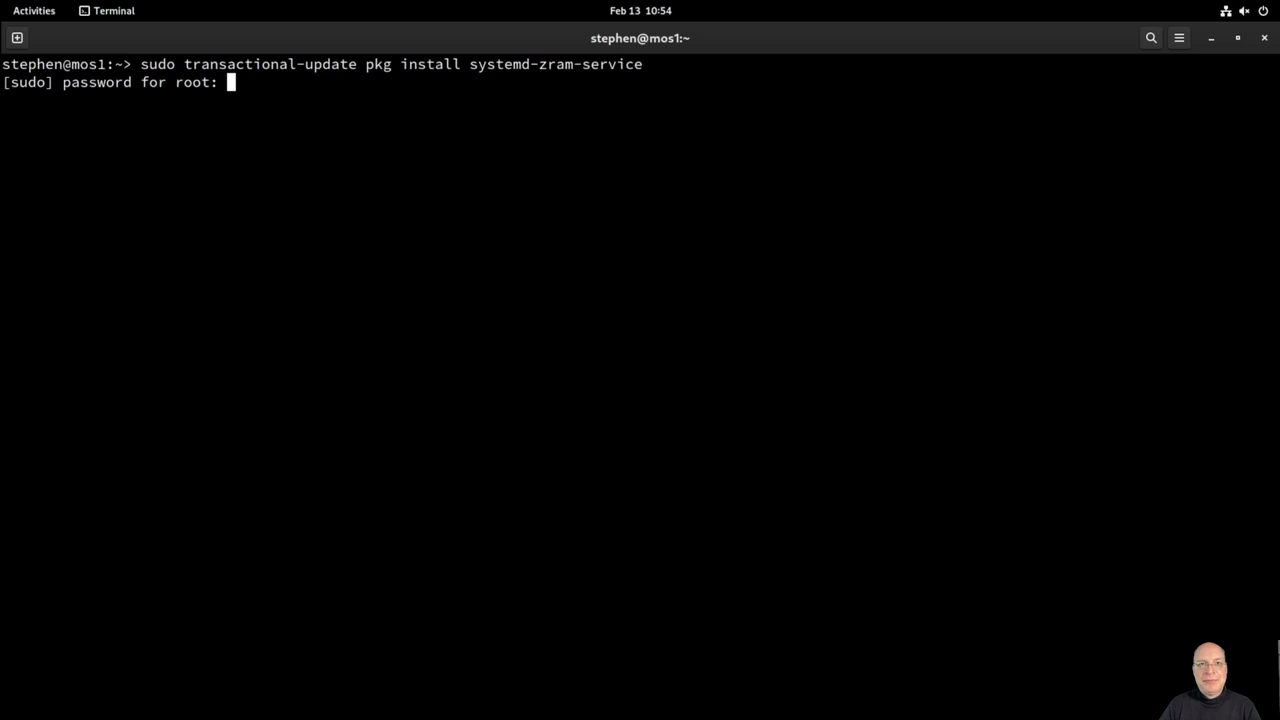 Activities Terminal Feb 13 10:54
stephen@mos1:~
stephen@mos1:~> sudo transactional-update pkg install systemd-zram-service
[sudo] password for root: